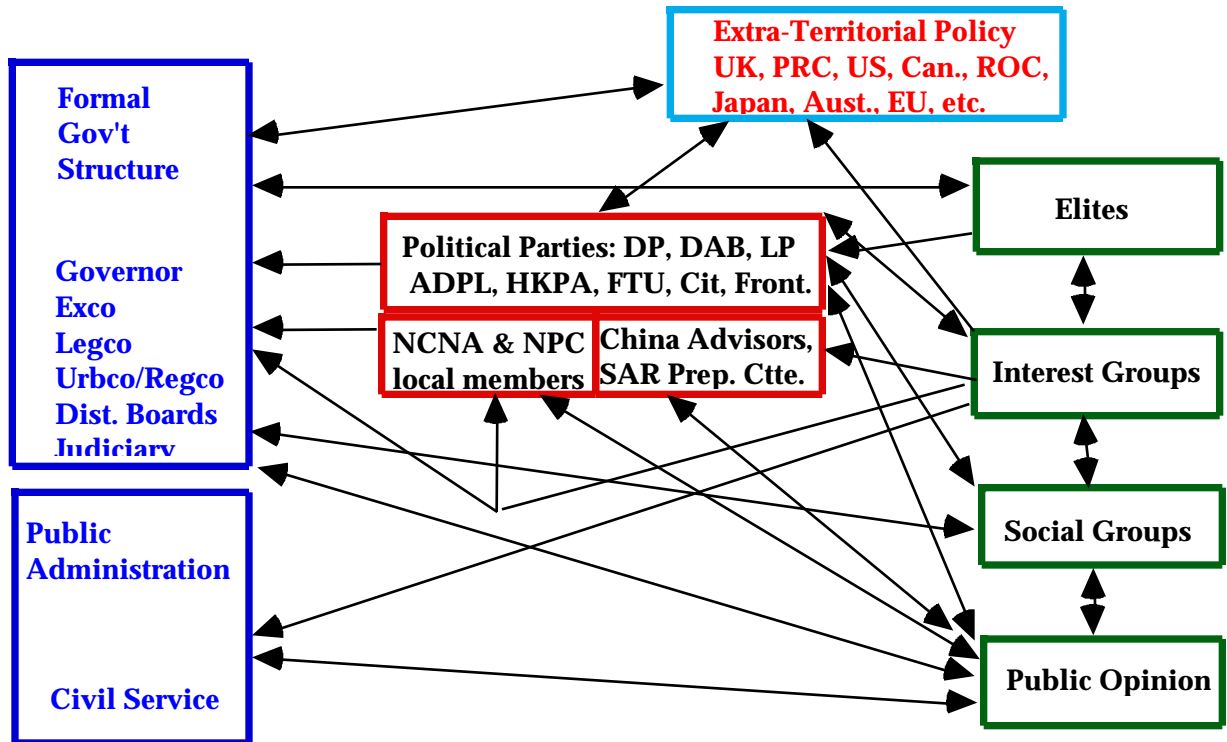 Extra-Territorial Policy
UK, PRC, US, Can., ROC,
Japan, Aust., EU, etc.
Formal
Gov't
Structure
Governor
Exco
Legco
Urbco/Regco
Dist. Boards
Judiciary
Political Parties: DP, DAB, LP
ADPL, HKPA, FTU, Cit, Front.
NCNA & NPC
local members
China Advisors,
SAR Prep. Ctte.
Elites
Interest Groups
Social Groups
Public Opinion
Public
Administration
Civil Service